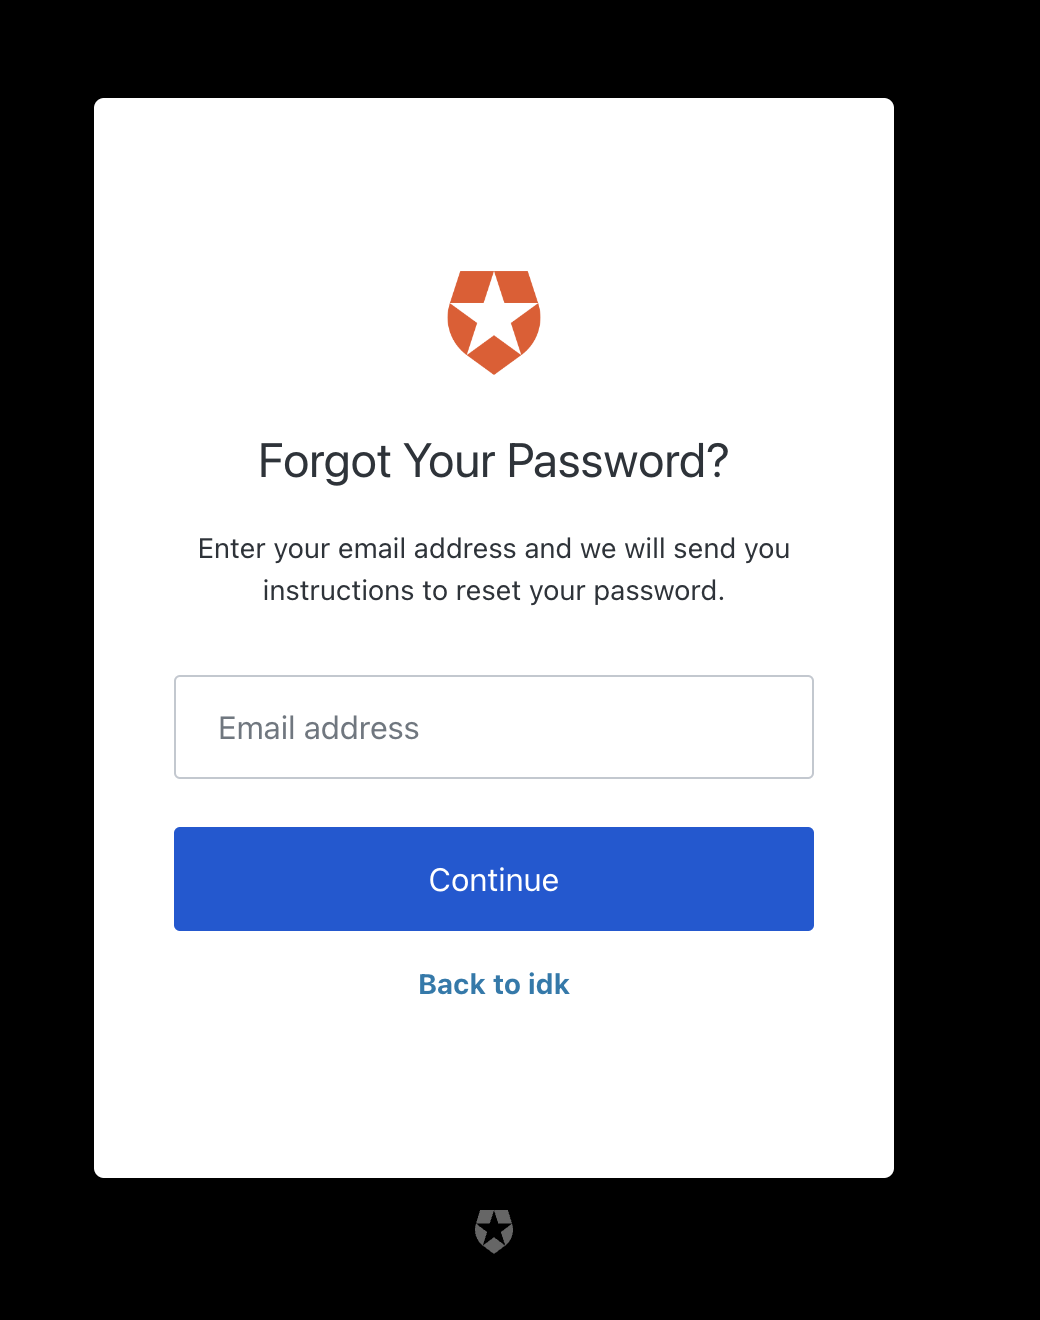 Forgot Your Password?
Enter your email address and we will send you
instructions to reset your password.
Email address
Continue
Back to idk